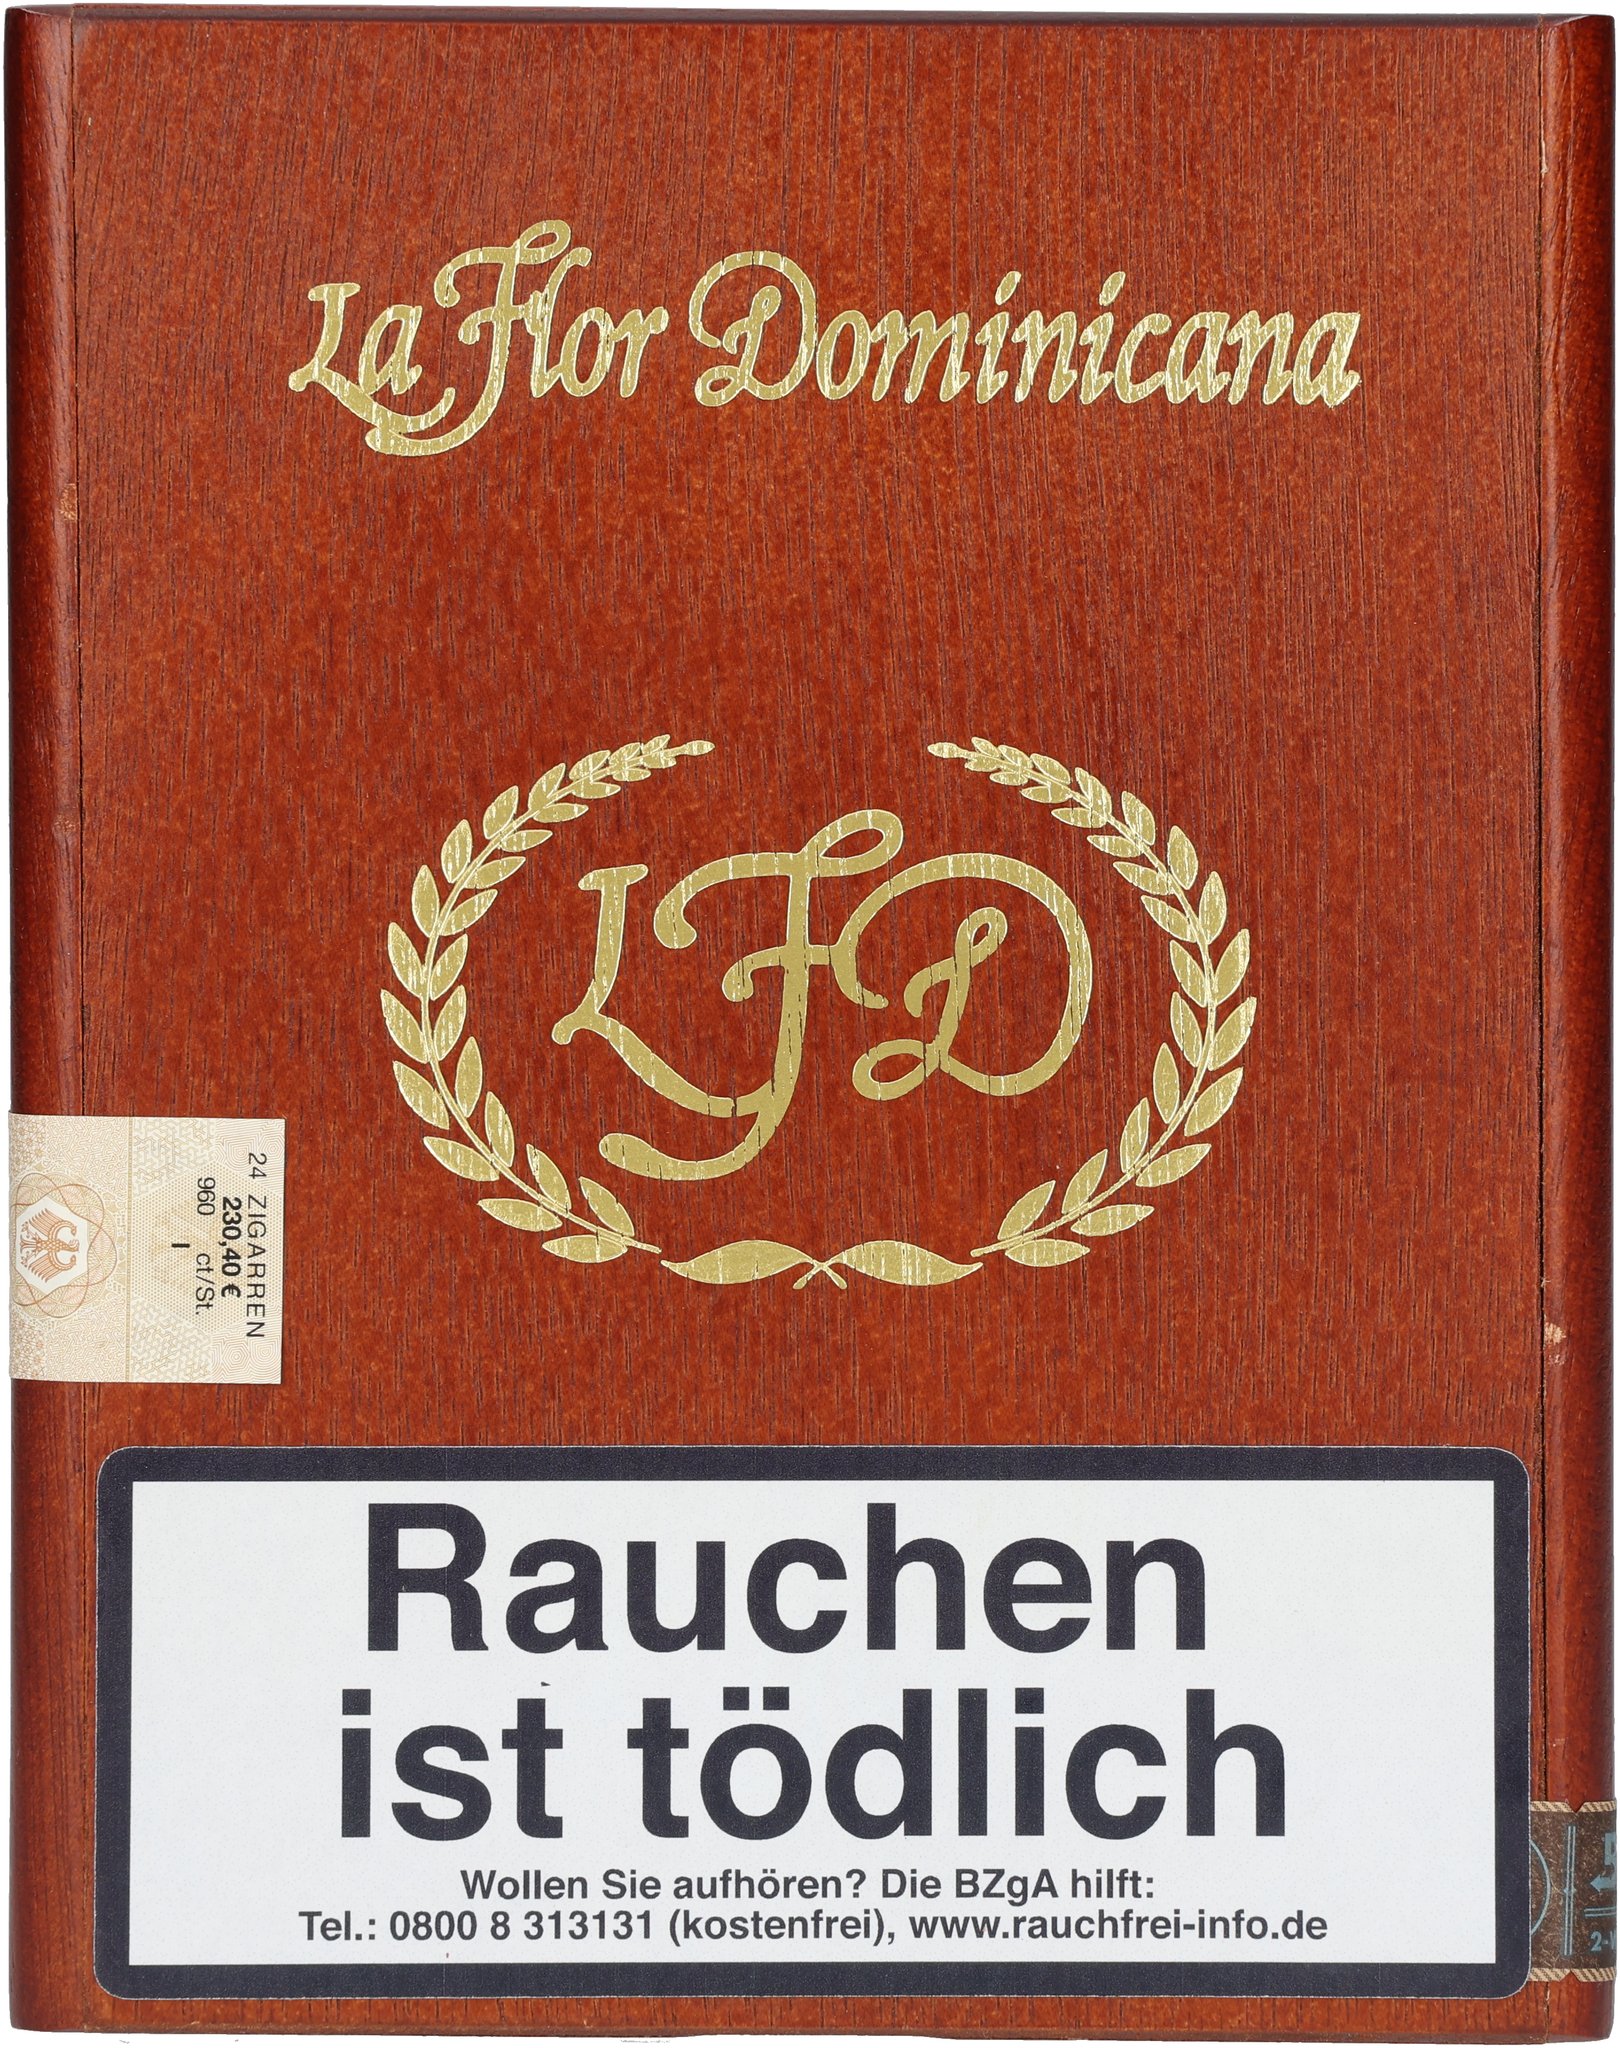 La Flor Dominicana
LFD
24 ZIGARREN
230,40 €
960 ct/St.
I
Rauchen
ist tödlich
Wollen Sie aufhören? Die BZgA hilft:
Tel.: 0800 8 313131 (kostenfrei), www.rauchfrei-info.de